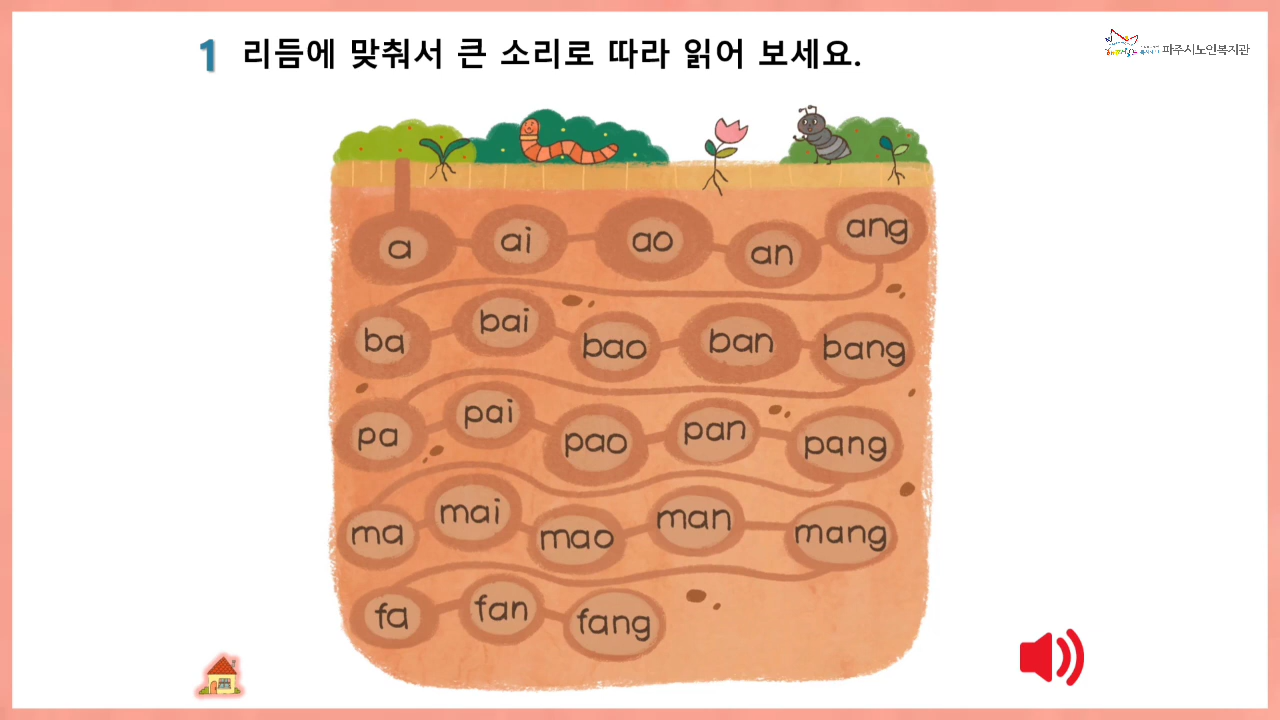 1 리듬에 맞춰서 큰 소리로 따라 읽어 보세요.
파주시노인복지관
a ai ao an ang
ba bai bao ban bang
pa pai pao pan pang
ma mai mao man mang
fa fan fang